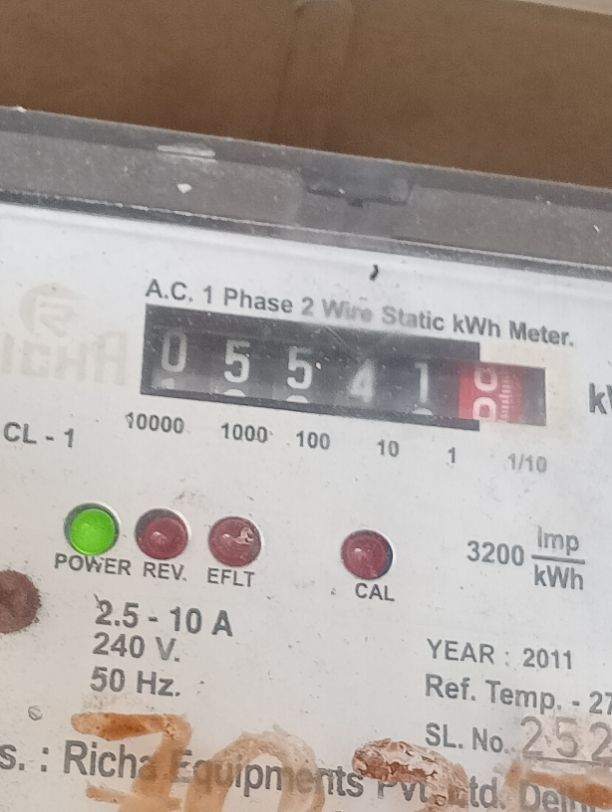 A.C. 1 Phase 2 Wire Static kWh Meter.
RICHA
0 5 5 4 1
10000 1000 100 10 1 1/10
CL - 1
POWER REV. EFLT CAL
3200 Imp/kWh
2.5 - 10 A
240 V.
50 Hz.
YEAR : 2011
Ref. Temp. - 27
SL. No. 252
s. : Richa Equipments Pvt. Ltd. Delhi